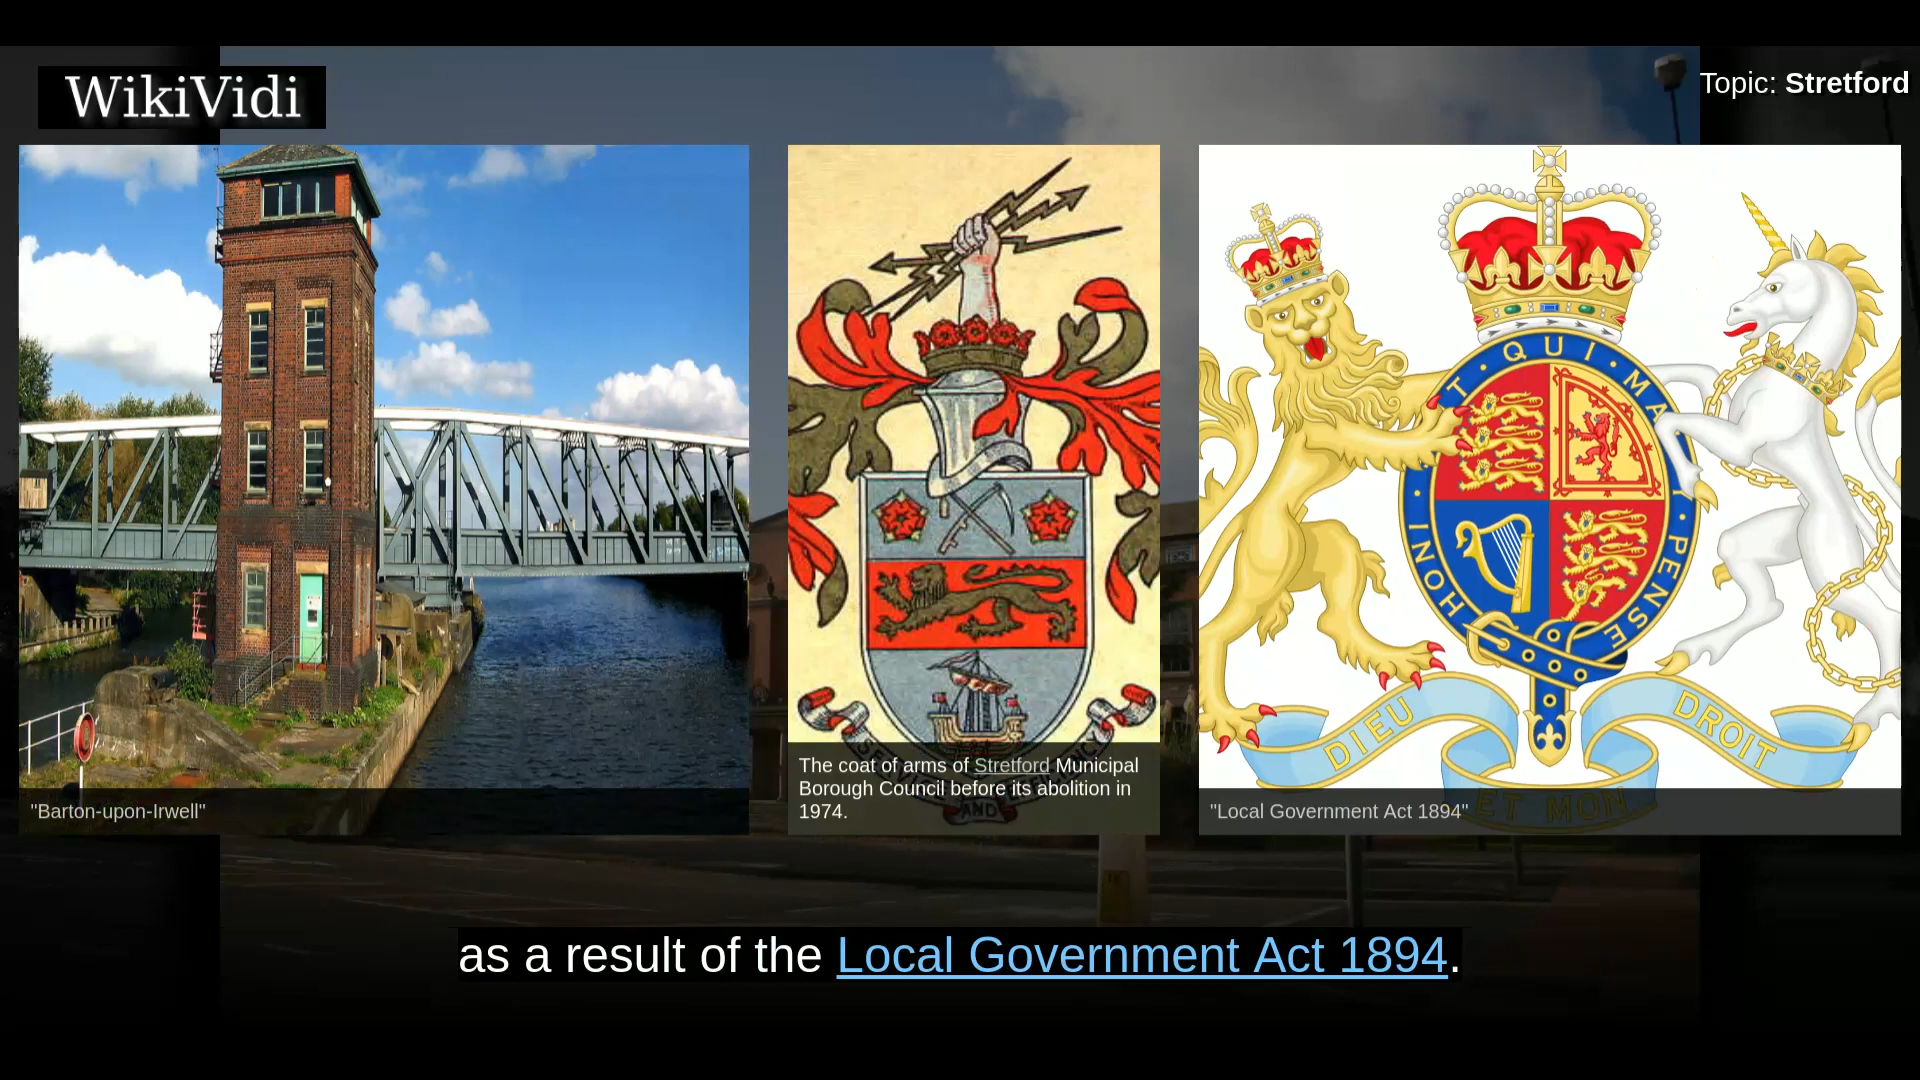 WikiVidi
Topic: Stretford
T · QUI · MA
Y · PENSE
HONI
DIEU
DROIT
ET MON
AND
"Barton-upon-Irwell"
The coat of arms of Stretford Municipal
Borough Council before its abolition in
1974.
"Local Government Act 1894"
as a result of the Local Government Act 1894.